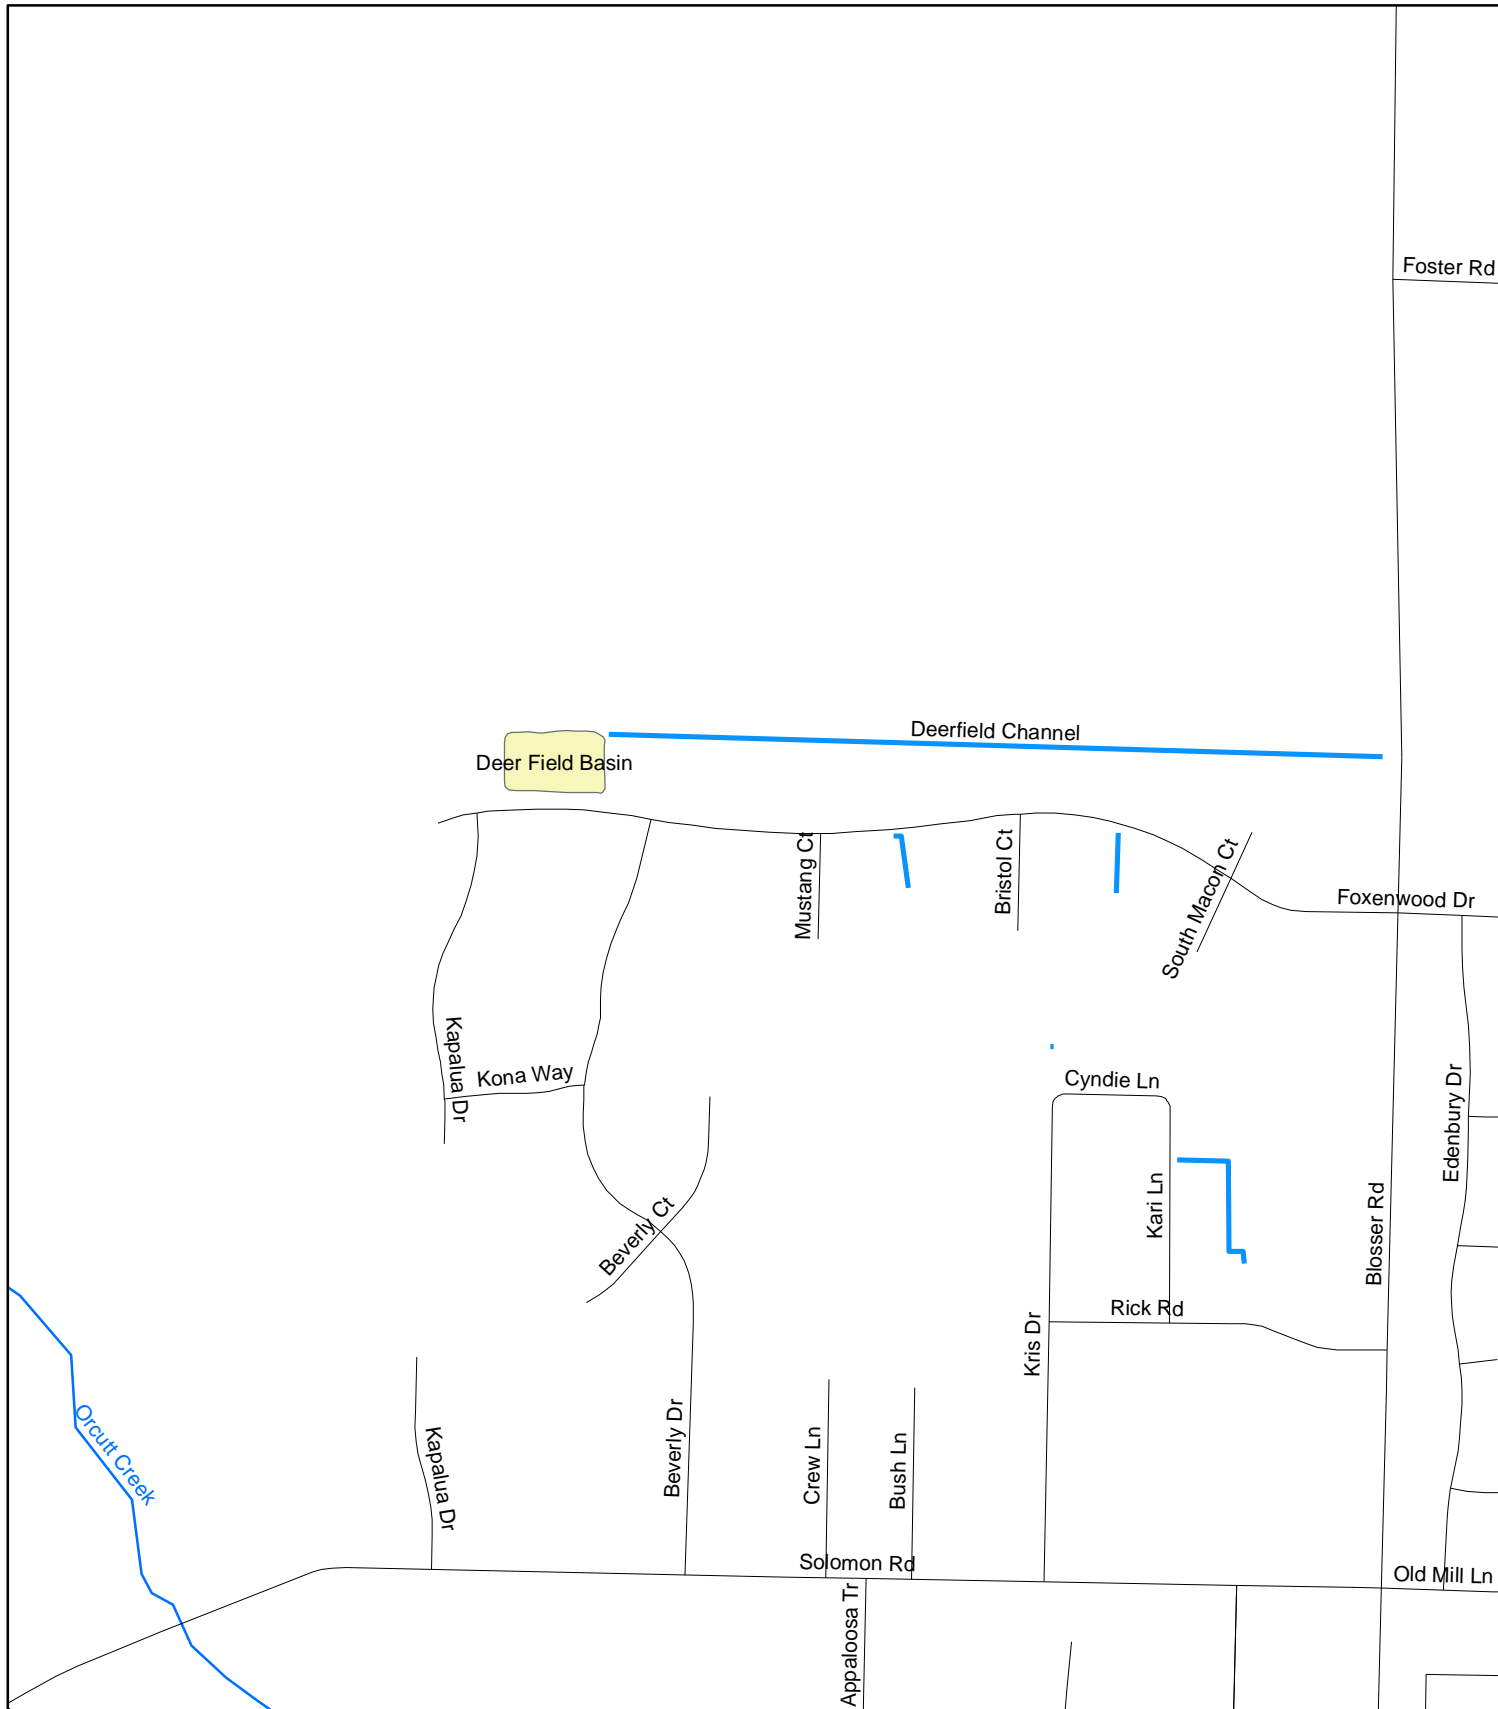 Foster Rd
Deerfield Channel
Deer Field Basin
Mustang Ct
Bristol Ct
South Macon Ct
Foxenwood Dr
Kapalua Dr
Kona Way
Cyndie Ln
Edenbury Dr
Beverly Ct
Kari Ln
Blosser Rd
Rick Rd
Kris Dr
Orcutt Creek
Kapalua Dr
Beverly Dr
Crew Ln
Bush Ln
Solomon Rd
Old Mill Ln
Appaloosa Tr